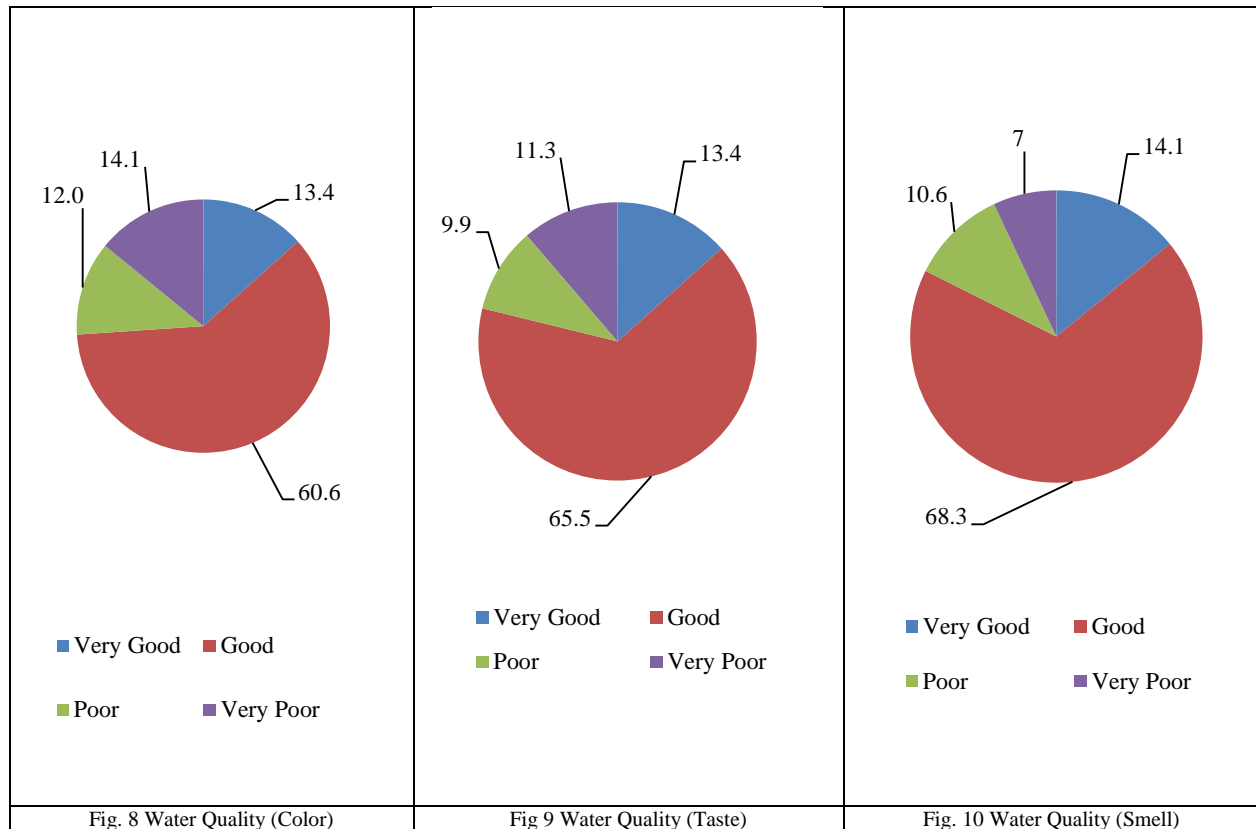 14.1
13.4
12.0
60.6
Very Good Good
Poor Very Poor
Fig. 8 Water Quality (Color)
11.3
13.4
9.9
65.5
Very Good Good
Poor Very Poor
Fig 9 Water Quality (Taste)
7
14.1
10.6
68.3
Very Good Good
Poor Very Poor
Fig. 10 Water Quality (Smell)